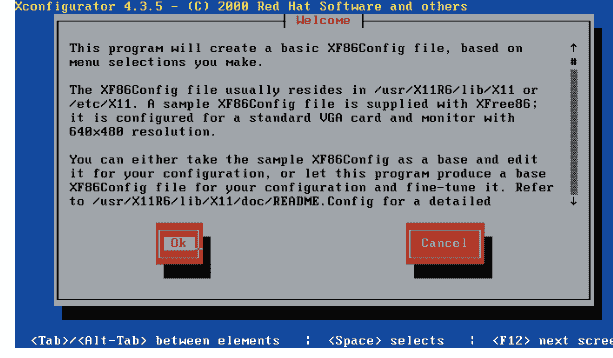 Xconfigurator 4.3.5 - (C) 2000 Red Hat Software and others
Welcome
This program will create a basic XF86Config file, based on
menu selections you make.
The XF86Config file usually resides in /usr/X11R6/lib/X11 or
/etc/X11. A sample XF86Config file is supplied with XFree86;
it is configured for a standard VGA card and monitor with
640x480 resolution.
You can either take the sample XF86Config as a base and edit
it for your configuration, or let this program produce a base
XF86Config file for your configuration and fine-tune it. Refer
to /usr/X11R6/lib/X11/doc/README.Config for a detailed
Ok Cancel
<Tab>/<Alt-Tab> between elements | <Space> selects | <F12> next scree